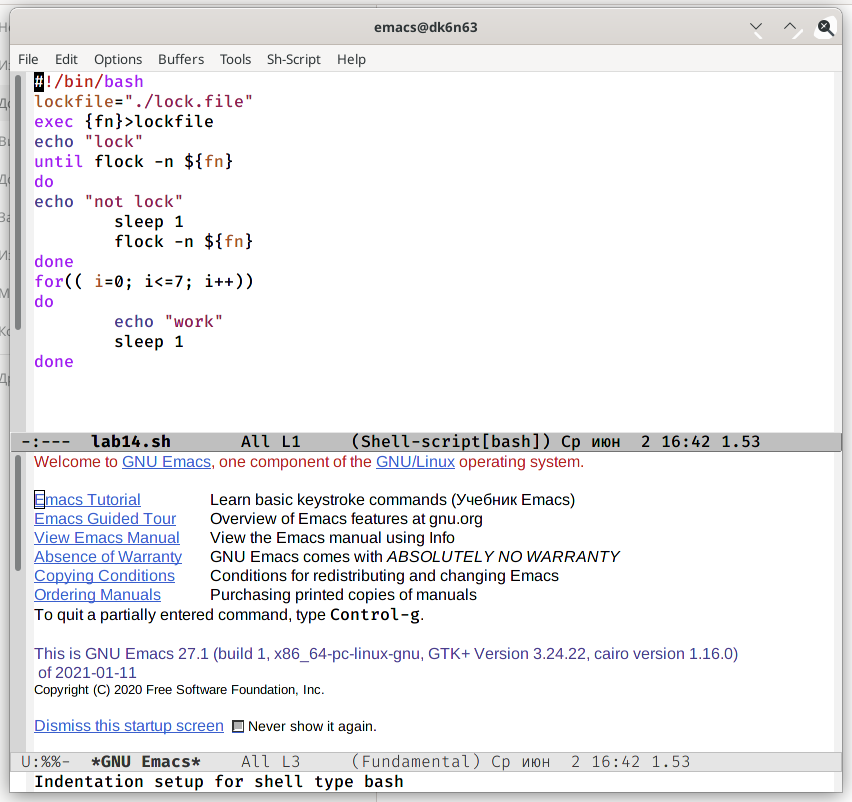 emacs@dk6n63
File Edit Options Buffers Tools Sh-Script Help
#!/bin/bash
lockfile="./lock.file"
exec {fn}>lockfile
echo "lock"
until flock -n ${fn}
do
echo "not lock"
        sleep 1
        flock -n ${fn}
done
for(( i=0; i<=7; i++))
do
        echo "work"
        sleep 1
done
-:--- lab14.sh All L1 (Shell-script[bash]) Ср июн 2 16:42 1.53
Welcome to GNU Emacs, one component of the GNU/Linux operating system.
Emacs Tutorial Learn basic keystroke commands (Учебник Emacs)
Emacs Guided Tour Overview of Emacs features at gnu.org
View Emacs Manual View the Emacs manual using Info
Absence of Warranty GNU Emacs comes with ABSOLUTELY NO WARRANTY
Copying Conditions Conditions for redistributing and changing Emacs
Ordering Manuals Purchasing printed copies of manuals
To quit a partially entered command, type Control-g.
This is GNU Emacs 27.1 (build 1, x86_64-pc-linux-gnu, GTK+ Version 3.24.22, cairo version 1.16.0)
of 2021-01-11
Copyright (C) 2020 Free Software Foundation, Inc.
Dismiss this startup screen Never show it again.
U:%%- *GNU Emacs* All L3 (Fundamental) Ср июн 2 16:42 1.53
Indentation setup for shell type bash